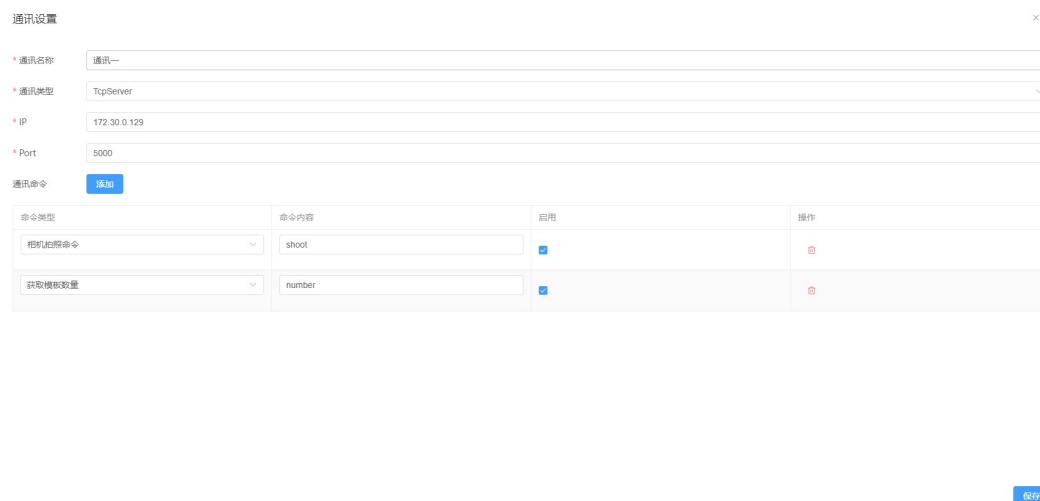 通讯设置
* 通讯名称 通讯一
* 通讯类型 TcpServer
* IP 172.30.0.129
* Port 5000
通讯命令 添加
命令类型 命令内容 启用 操作
相机拍照命令 shoot
获取模板数量 number
保存